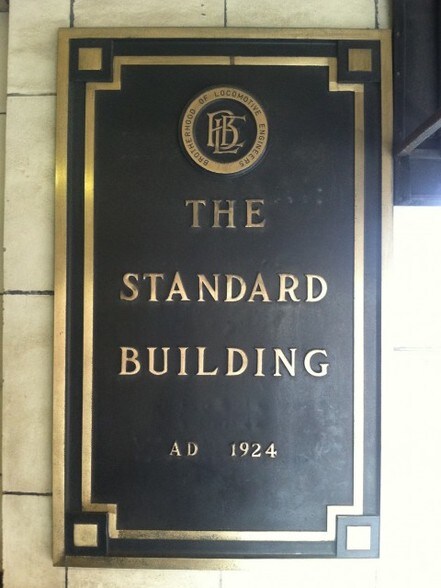 BROTHERHOOD OF LOCOMOTIVE ENGINEERS
BLE
THE
STANDARD
BUILDING
AD 1924